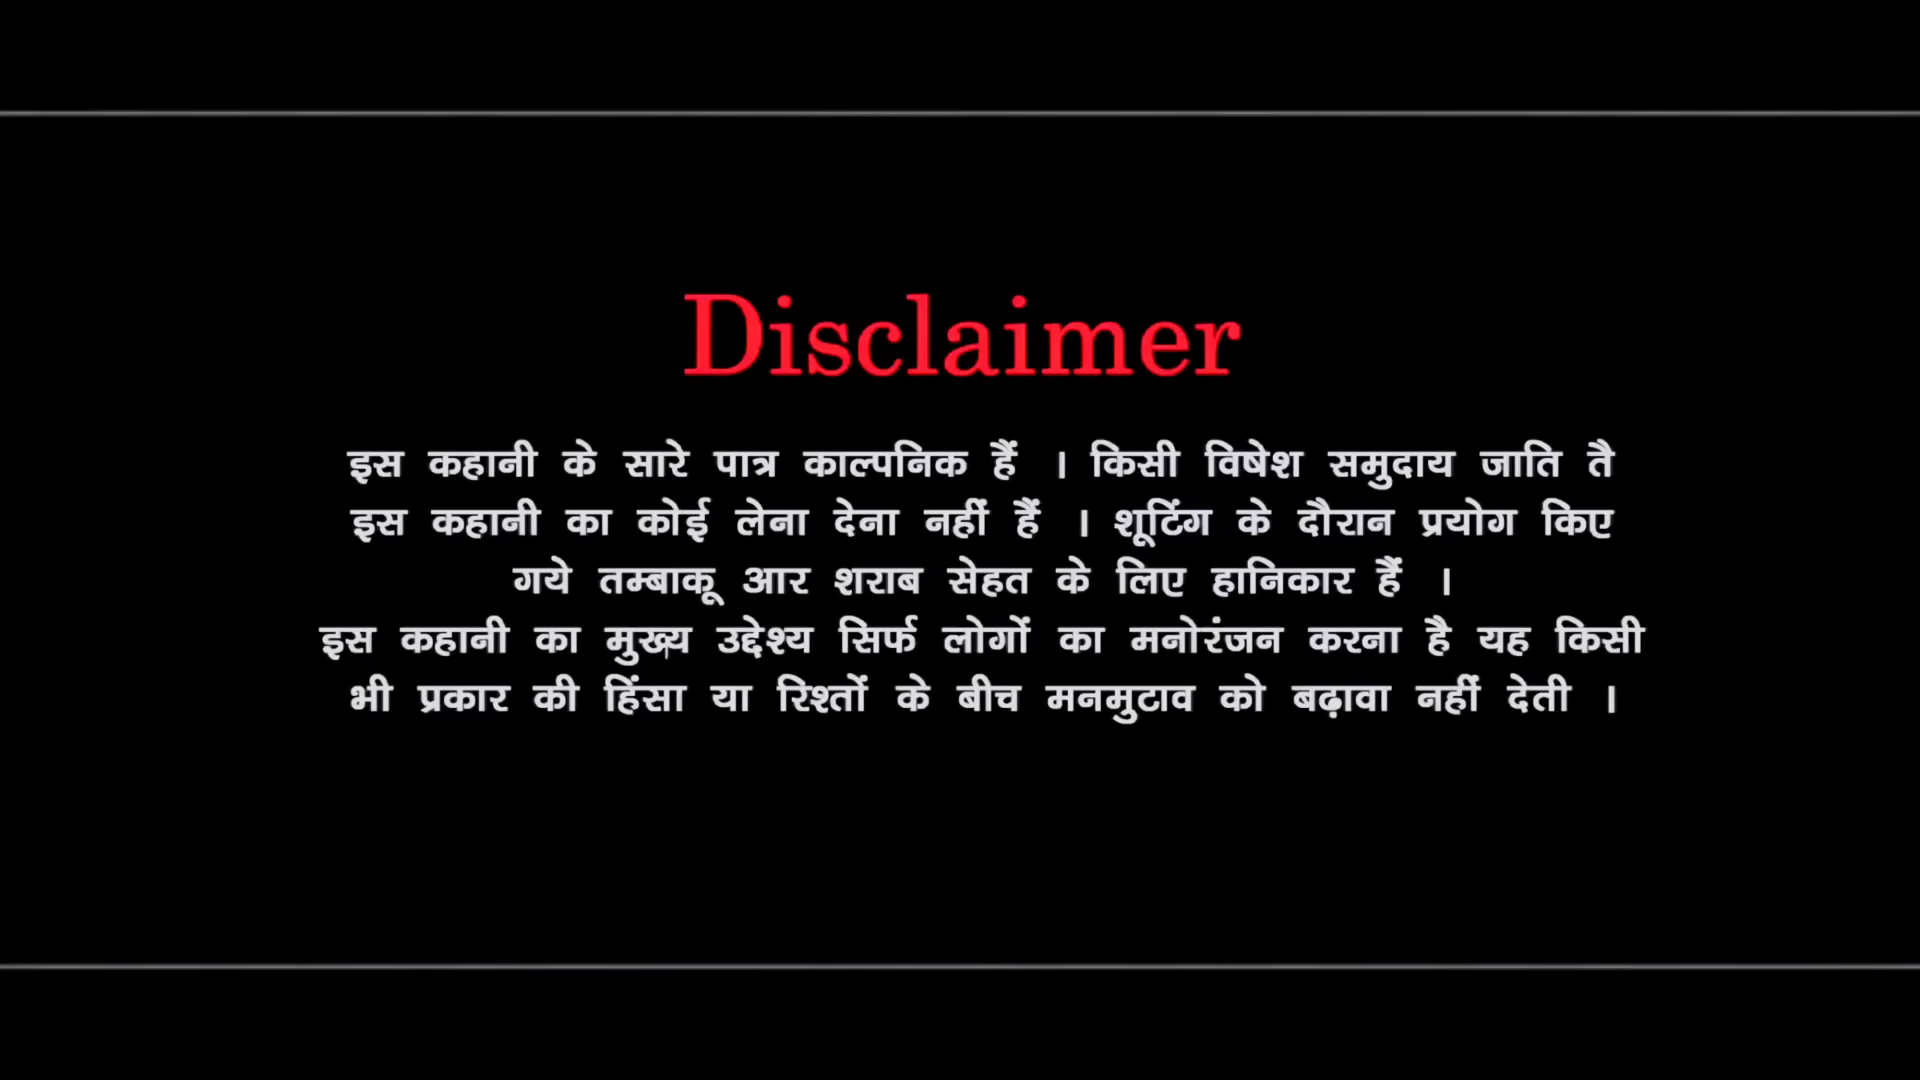 Disclaimer
इस कहानी के सारे पात्र काल्पनिक हैं । किसी विषेश समुदाय जाति तै
इस कहानी का कोई लेना देना नहीं हैं । शूटिंग के दौरान प्रयोग किए
गये तम्बाकू आर शराब सेहत के लिए हानिकार हैं ।
इस कहानी का मुख्य उद्देश्य सिर्फ लोगों का मनोरंजन करना है यह किसी
भी प्रकार की हिंसा या रिश्तों के बीच मनमुटाव को बढ़ावा नहीं देती ।